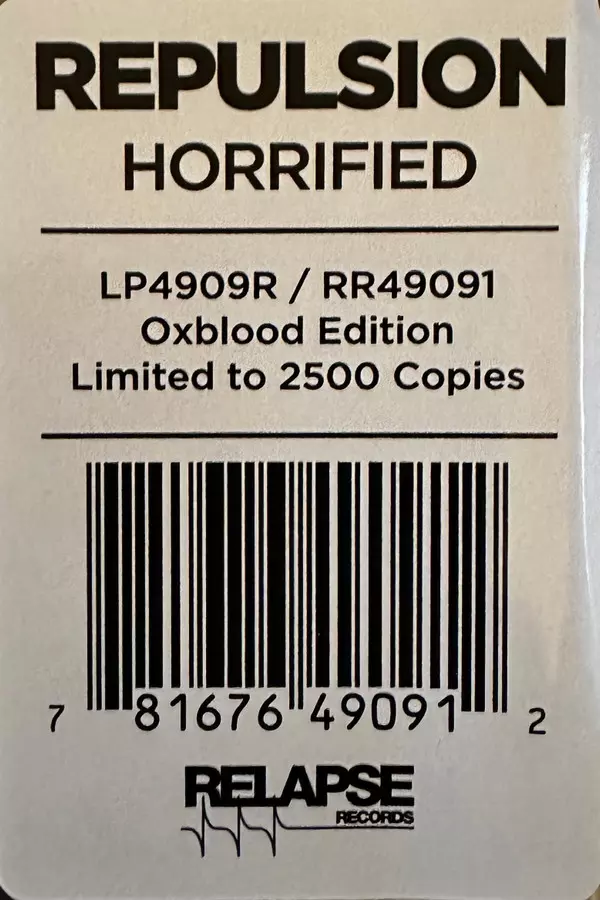 REPULSION
HORRIFIED
LP4909R / RR49091
Oxblood Edition
Limited to 2500 Copies
7 81676 49091 2
RELAPSE
RECORDS